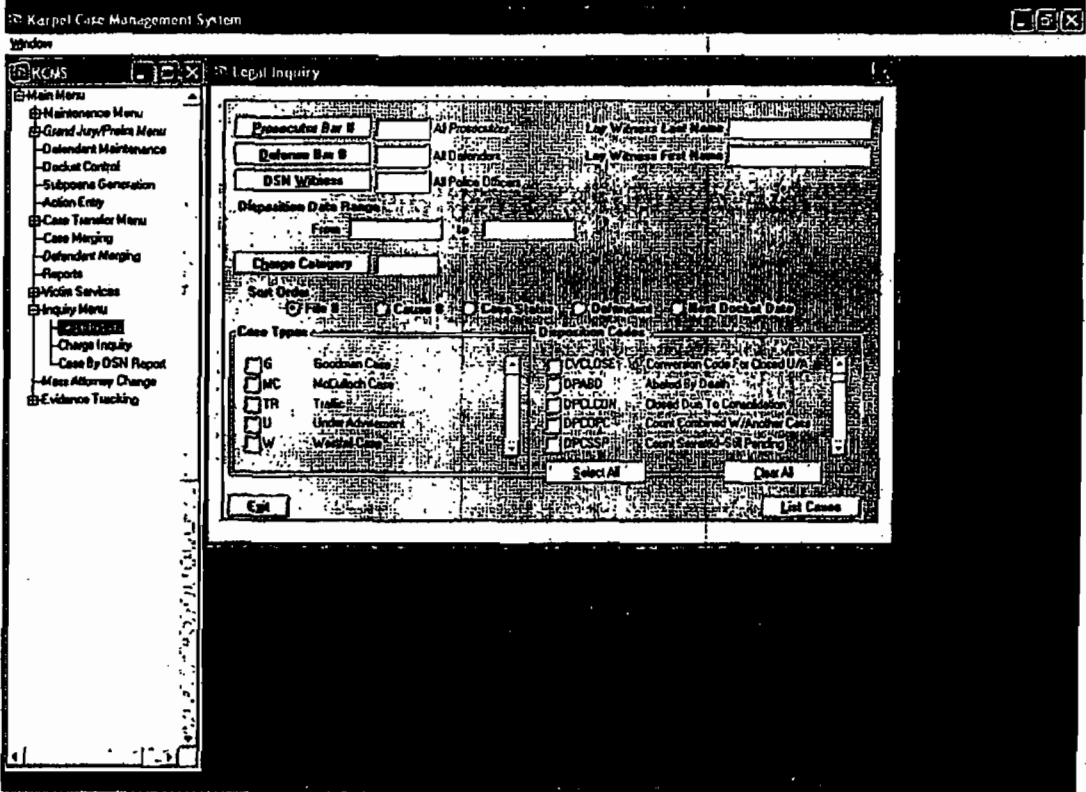 Karpel Case Management System
Window
KCMS
Main Menu
Maintenance Menu
Grand Jury/Prelim Menu
Defendant Maintenance
Docket Control
Subpoena Generation
Action Entry
Case Transfer Menu
Case Merging
Defendant Merging
Reports
Victim Services
Inquiry Menu
Charge Inquiry
Case By DSN Report
Mass Attorney Change
Evidence Tracking
Legal Inquiry
Prosecutor Bar # All Prosecutors Lay Witness Last Name
Defense Bar # All Defenders Lay Witness First Name
DSN Witness All Police Officers
Disposition Date Range
From to
Charge Category
Sort Order
File # Cause # Case Status Defendant Next Docket Date
Case Types Disposition Codes
G Goodman Case CVCLOSE Conversion Code For Closed U/A
MC McCulloch Case DPABD Abated By Death
TR Traffic DPCLCON Closed Due To Consolidation
U Under Advisement DPCOPC Count Combined W/Another Case
W Case DPCSSP Count Severed-Still Pending
Select All Clear All
Exit List Cases